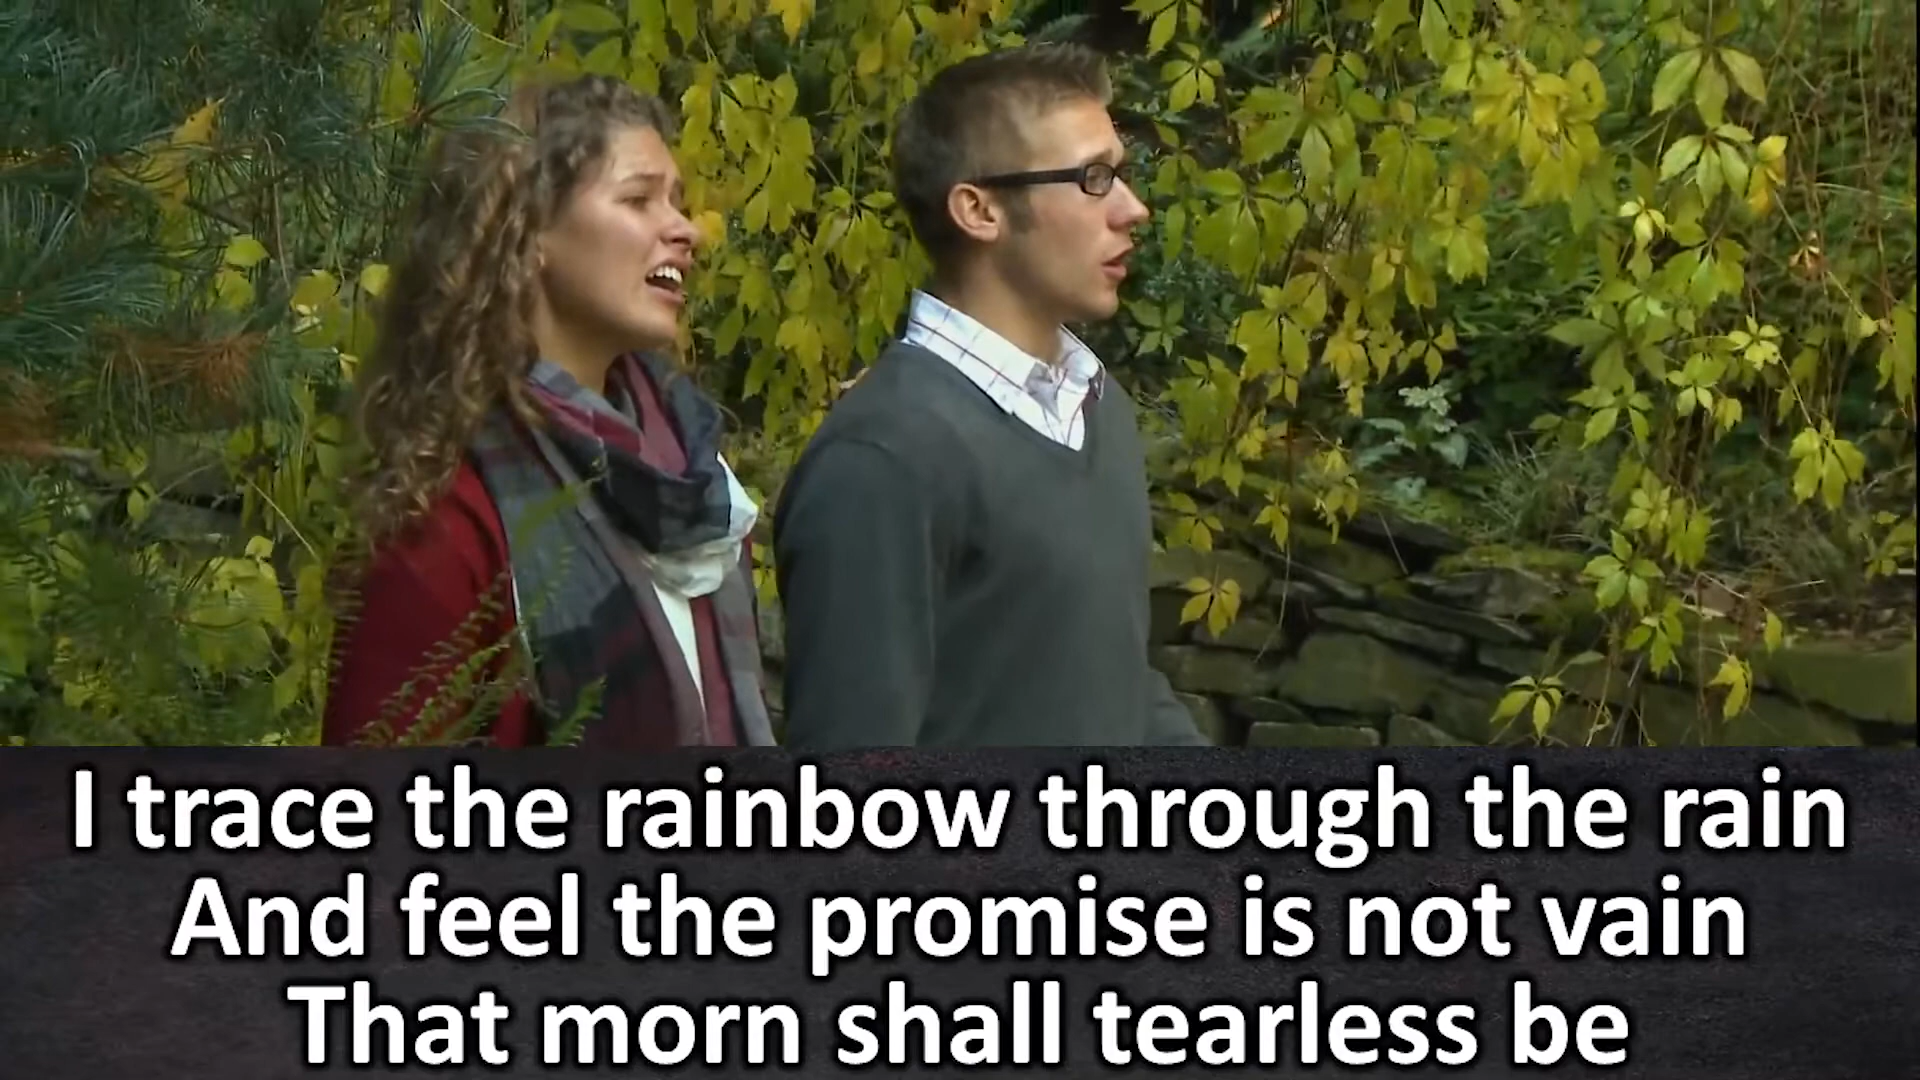 I trace the rainbow through the rain
And feel the promise is not vain
That morn shall tearless be